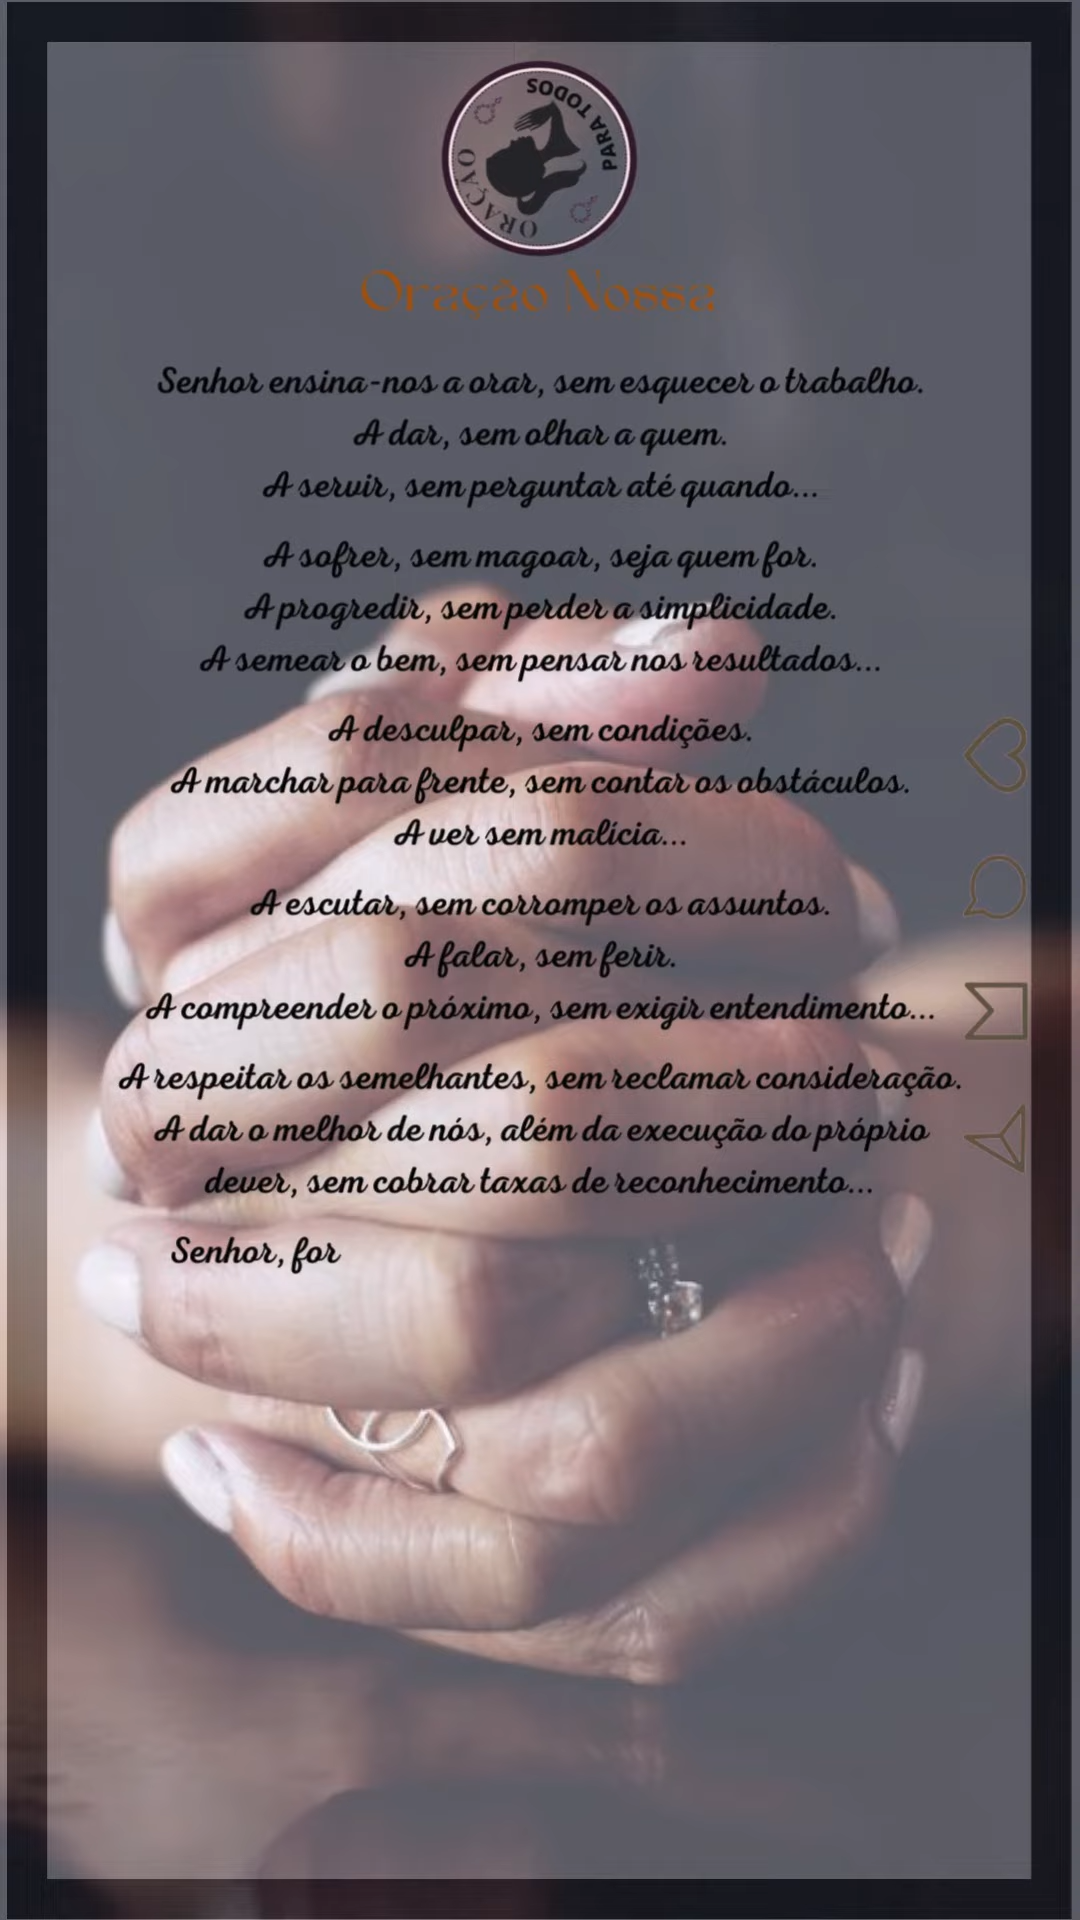 ORAÇÃO PARA TODOS
Oração Nossa
Senhor ensina-nos a orar, sem esquecer o trabalho.
A dar, sem olhar a quem.
A servir, sem perguntar até quando...
A sofrer, sem magoar, seja quem for.
A progredir, sem perder a simplicidade.
A semear o bem, sem pensar nos resultados...
A desculpar, sem condições.
A marchar para frente, sem contar os obstáculos.
A ver sem malícia...
A escutar, sem corromper os assuntos.
A falar, sem ferir.
A compreender o próximo, sem exigir entendimento...
A respeitar os semelhantes, sem reclamar consideração.
A dar o melhor de nós, além da execução do próprio
dever, sem cobrar taxas de reconhecimento...
Senhor, for